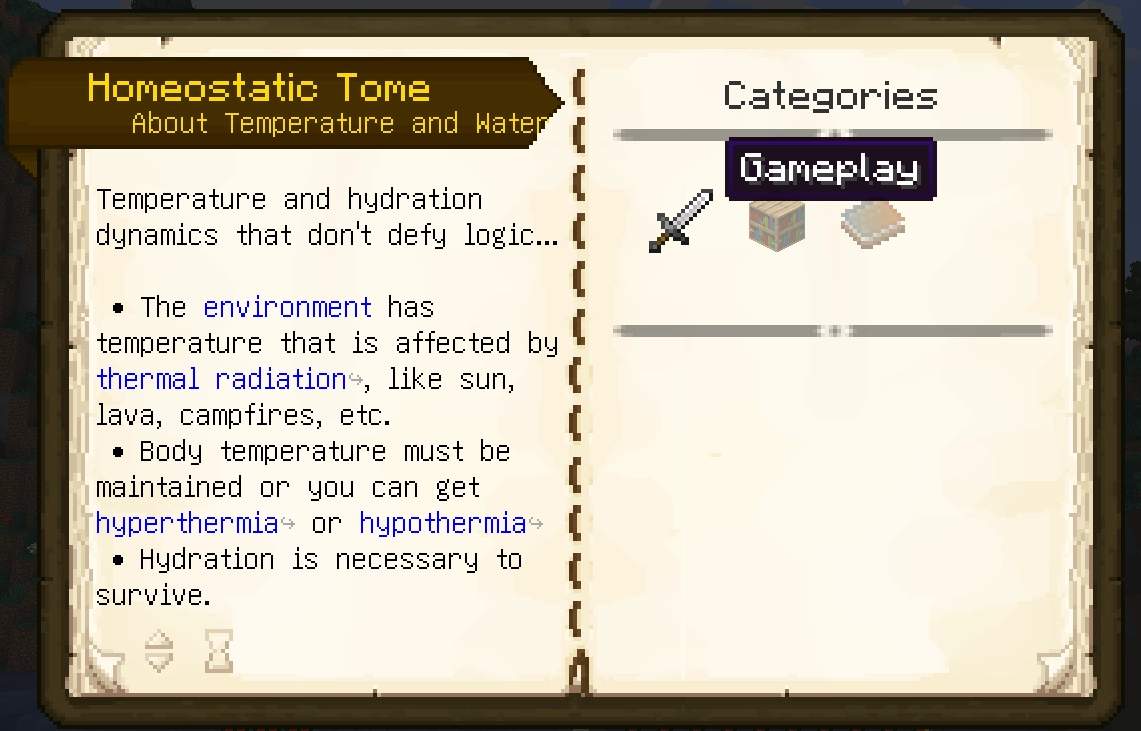 Homeostatic Tome
About Temperature and Water
Temperature and hydration
dynamics that don't defy logic...
• The environment has
temperature that is affected by
thermal radiation, like sun,
lava, campfires, etc.
• Body temperature must be
maintained or you can get
hyperthermia or hypothermia
• Hydration is necessary to
survive.
Categories
Gameplay